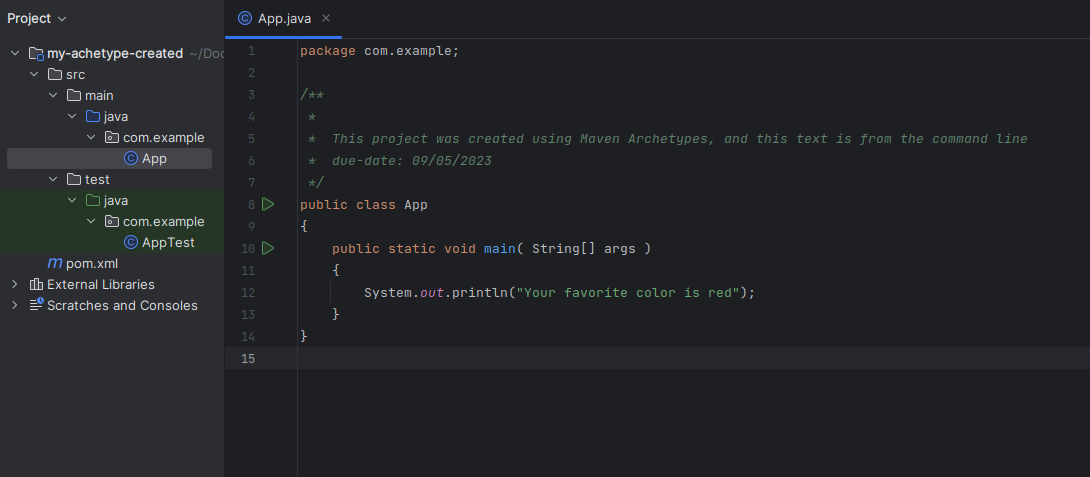 Project
my-achetype-created ~/Doc
src
main
java
com.example
App
test
java
com.example
AppTest
pom.xml
External Libraries
Scratches and Consoles
App.java
1 package com.example;
2
3 /**
4 *
5 * This project was created using Maven Archetypes, and this text is from the command line
6 * due-date: 09/05/2023
7 */
8 public class App
9 {
10 public static void main( String[] args )
11 {
12 System.out.println("Your favorite color is red");
13 }
14 }
15